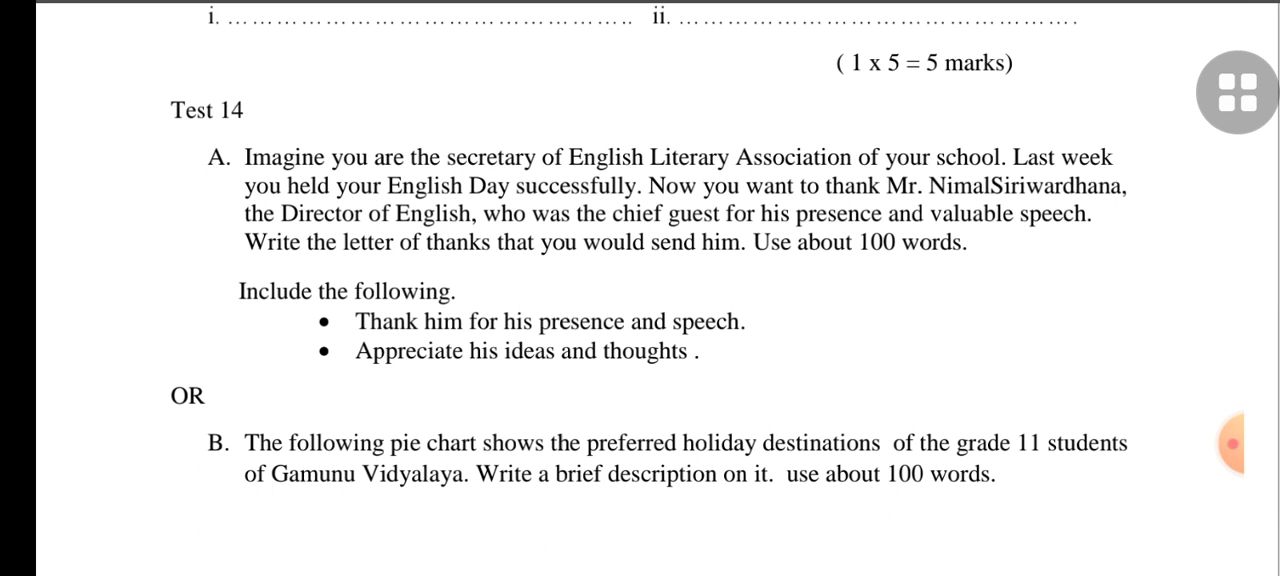 i. ………………………………………….. ii. ………………………………………….
( 1 x 5 = 5 marks)
Test 14
A. Imagine you are the secretary of English Literary Association of your school. Last week
you held your English Day successfully. Now you want to thank Mr. NimalSiriwardhana,
the Director of English, who was the chief guest for his presence and valuable speech.
Write the letter of thanks that you would send him. Use about 100 words.
Include the following.
• Thank him for his presence and speech.
• Appreciate his ideas and thoughts .
OR
B. The following pie chart shows the preferred holiday destinations of the grade 11 students
of Gamunu Vidyalaya. Write a brief description on it. use about 100 words.